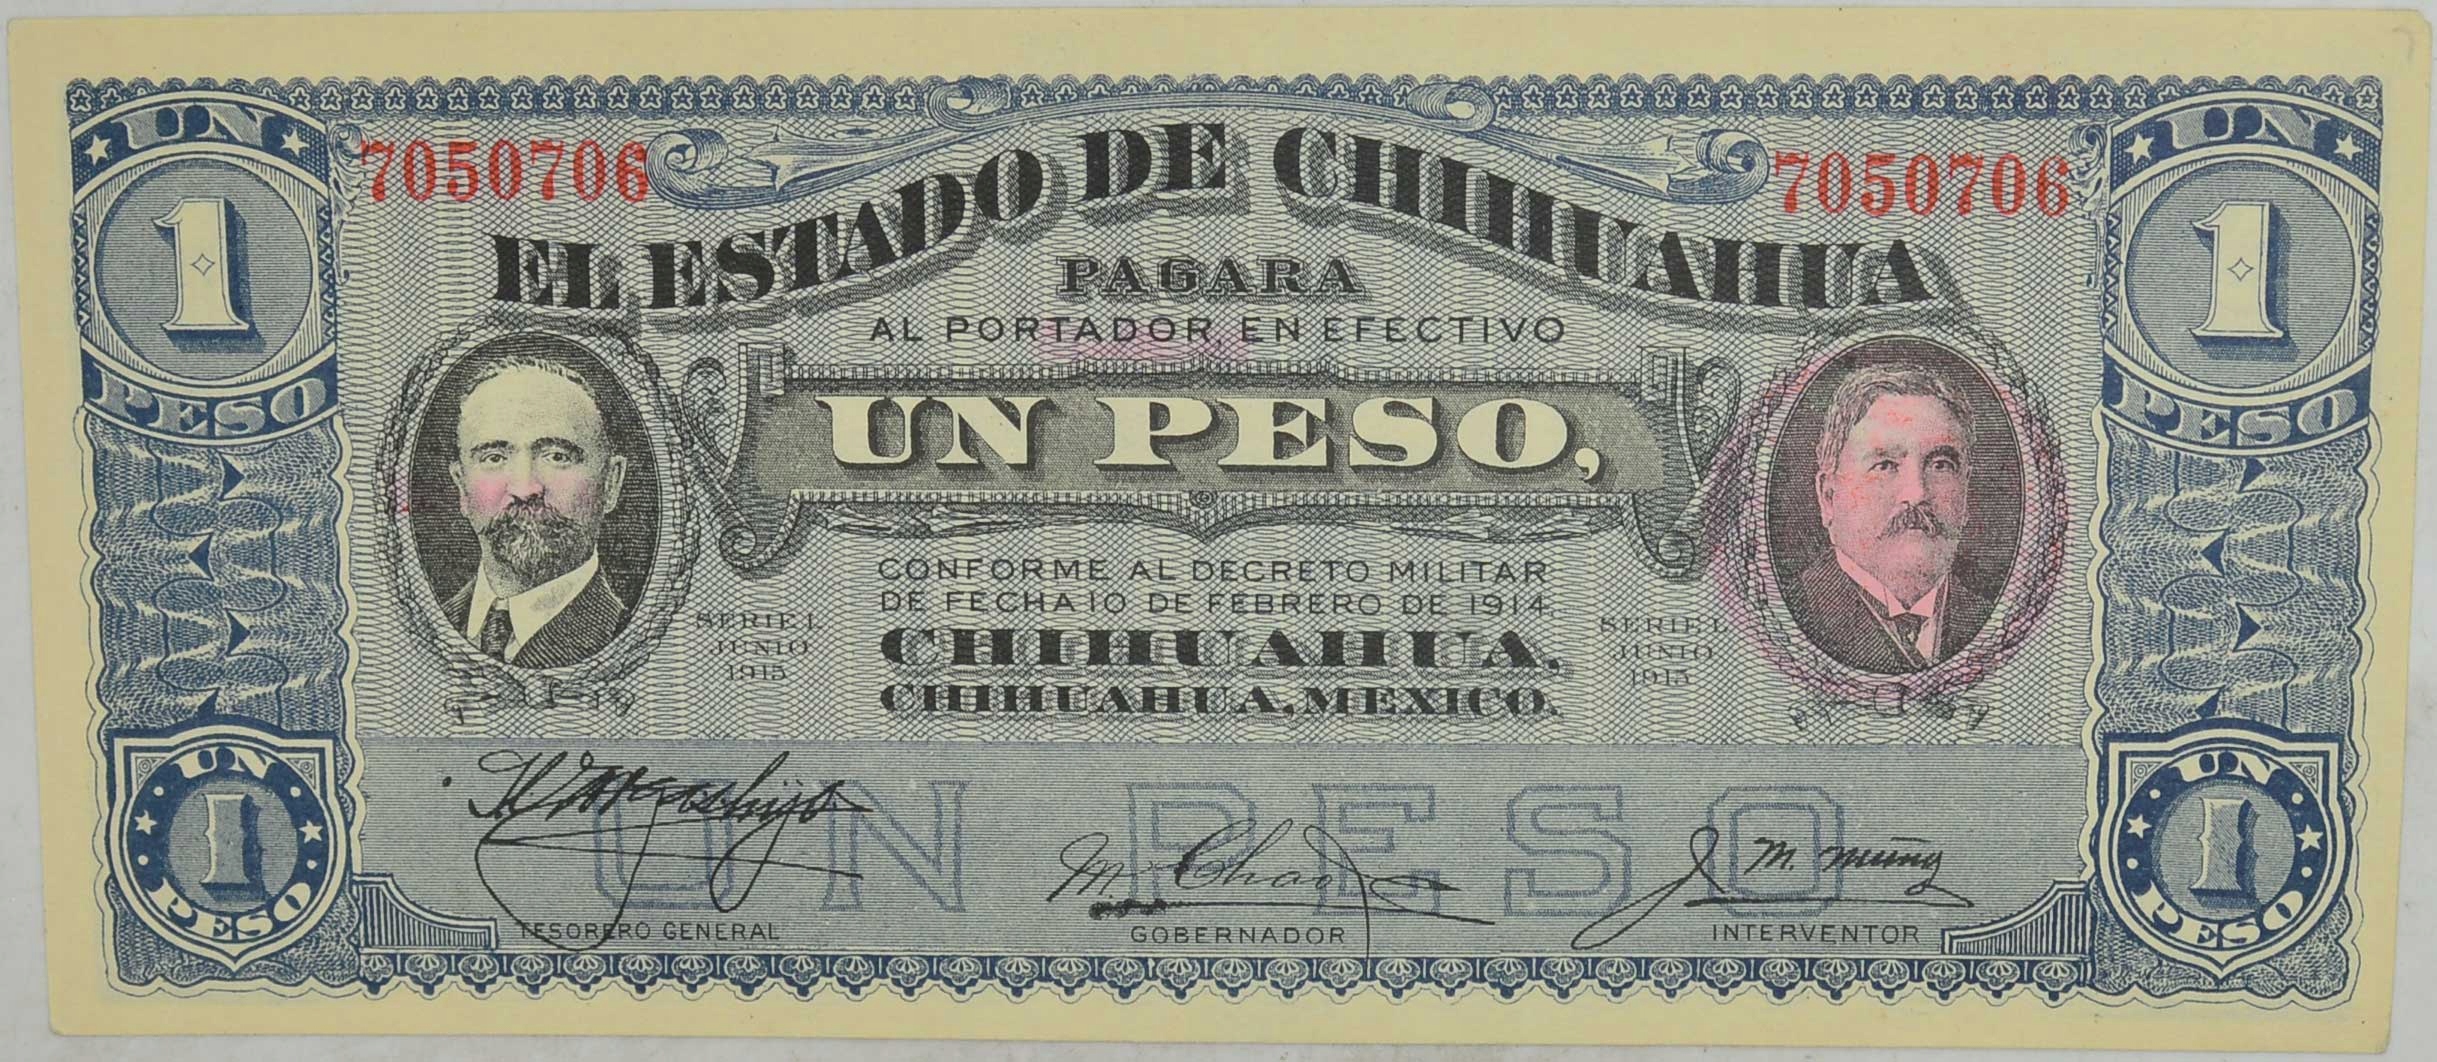 UN 1 PESO
7050706
7050706
UN 1 PESO
EL ESTADO DE CHIHUAHUA
PAGARA
AL PORTADOR EN EFECTIVO
UN PESO,
CONFORME AL DECRETO MILITAR
DE FECHA 10 DE FEBRERO DE 1914.
CHIHUAHUA,
CHIHUAHUA, MEXICO.
SERIE L
JUNIO
1915
SERIE L
JUNIO
1915
UN 1 PESO
UN PESO
UN 1 PESO
M. Chao
TESORERO GENERAL
GOBERNADOR
INTERVENTOR